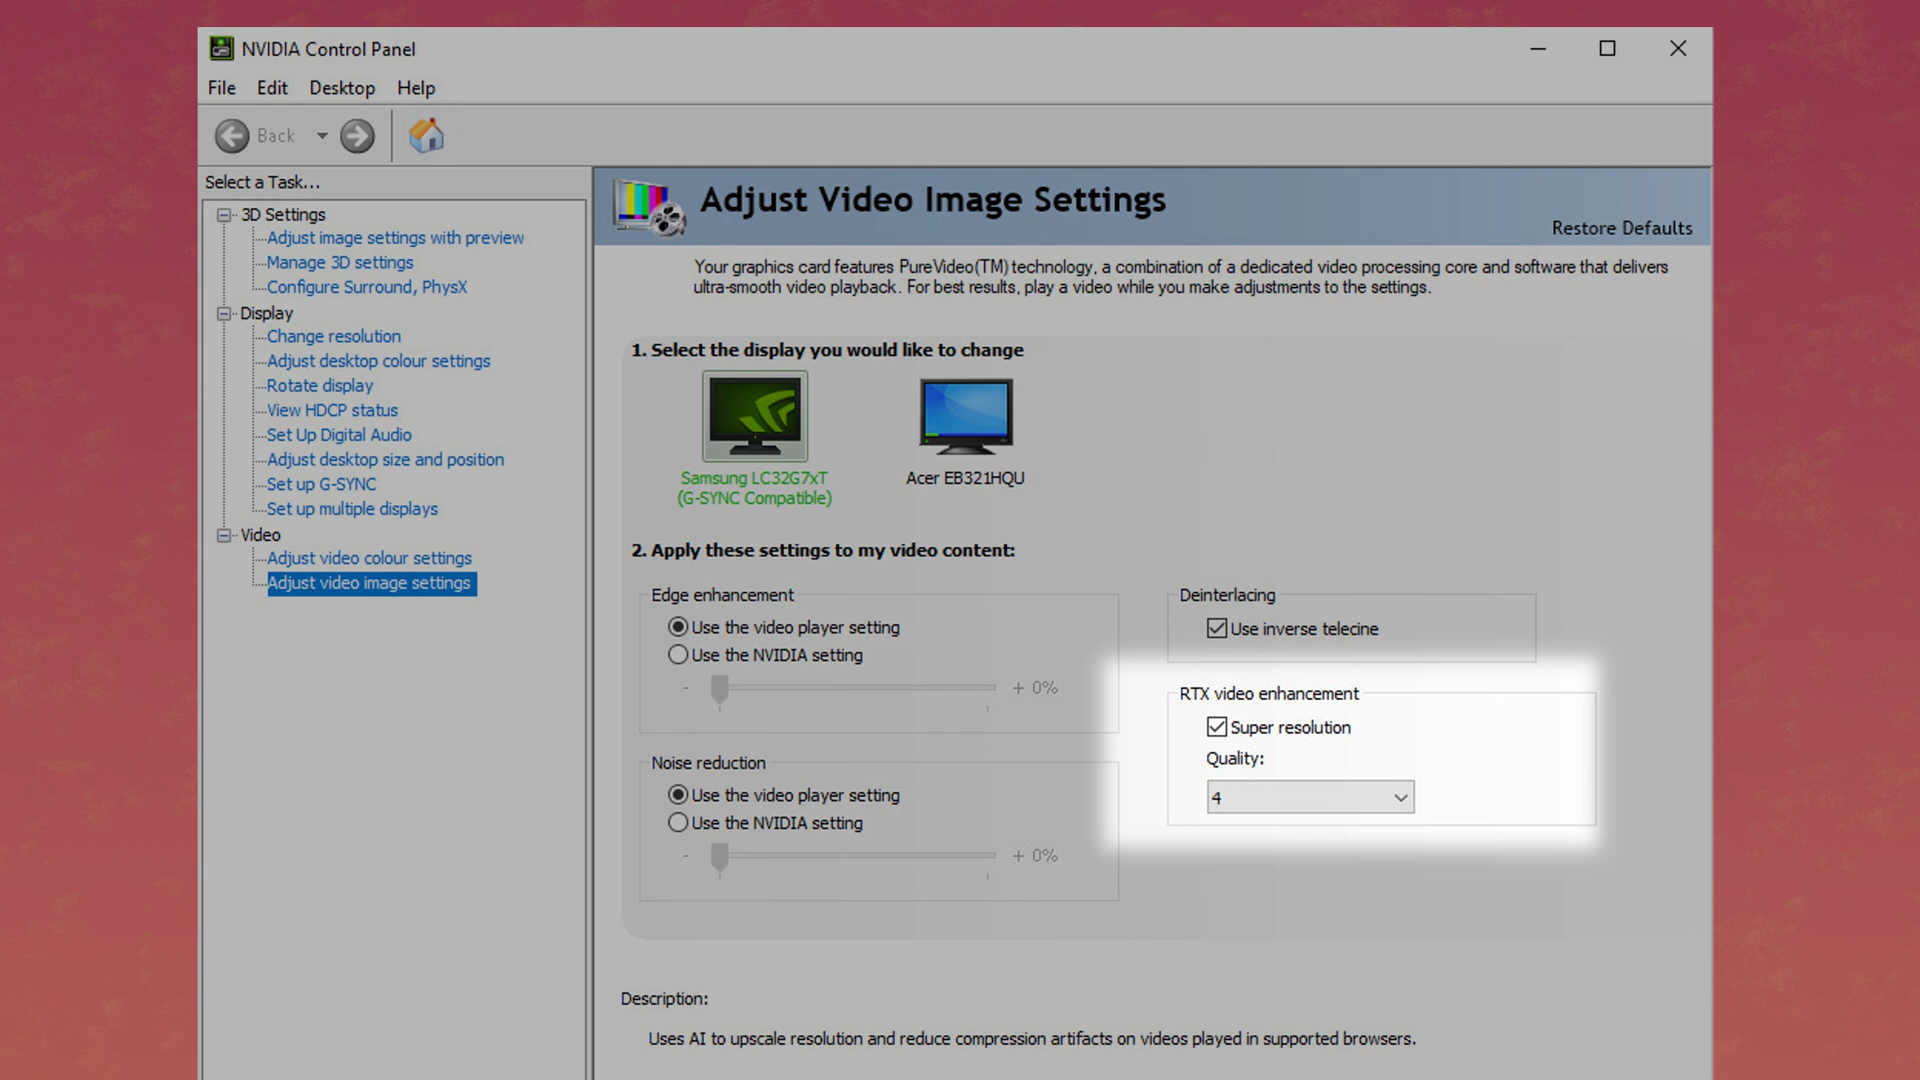 NVIDIA Control Panel
File Edit Desktop Help
Back
Select a Task...
3D Settings
Adjust image settings with preview
Manage 3D settings
Configure Surround, PhysX
Display
Change resolution
Adjust desktop colour settings
Rotate display
View HDCP status
Set Up Digital Audio
Adjust desktop size and position
Set up G-SYNC
Set up multiple displays
Video
Adjust video colour settings
Adjust video image settings
Adjust Video Image Settings
Restore Defaults
Your graphics card features PureVideo(TM) technology, a combination of a dedicated video processing core and software that delivers
ultra-smooth video playback. For best results, play a video while you make adjustments to the settings.
1. Select the display you would like to change
Samsung LC32G7xT
(G-SYNC Compatible)
Acer EB321HQU
2. Apply these settings to my video content:
Edge enhancement
Use the video player setting
Use the NVIDIA setting
- + 0%
Noise reduction
Use the video player setting
Use the NVIDIA setting
- + 0%
Deinterlacing
Use inverse telecine
RTX video enhancement
Super resolution
Quality:
4
Description:
Uses AI to upscale resolution and reduce compression artifacts on videos played in supported browsers.